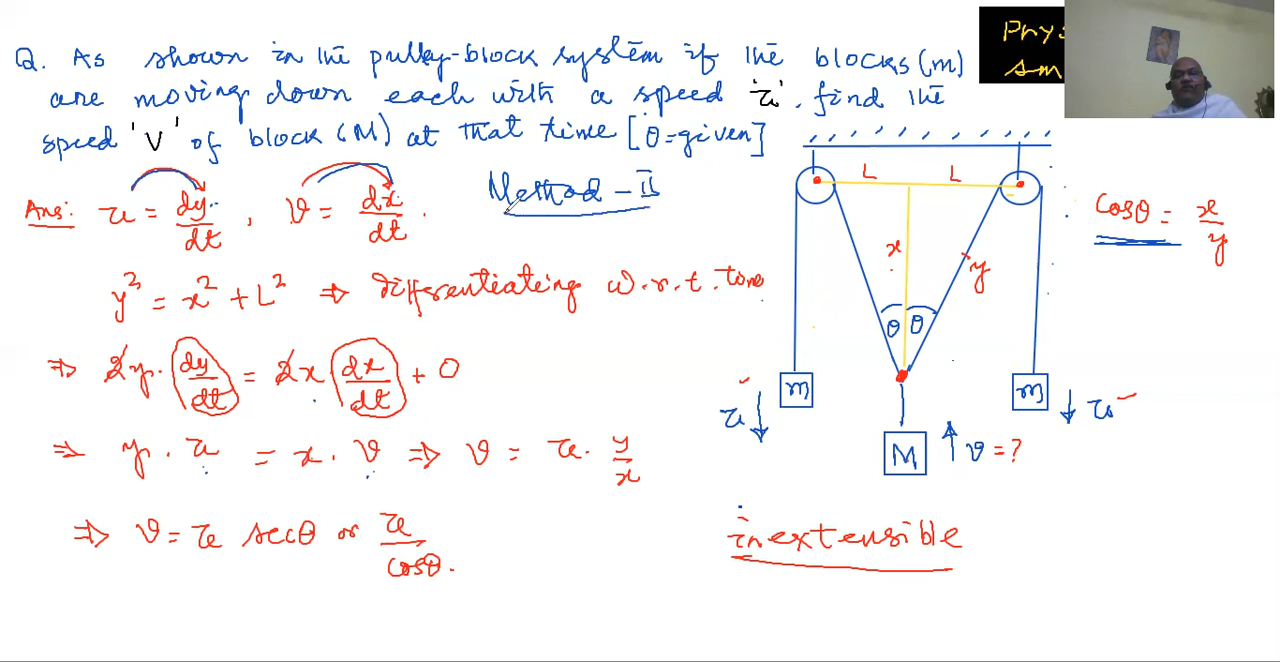 Phys
Sm
Q. As shown in the pulley-block system if the blocks (m)
are moving down each with a speed 'u'. find the
speed 'V' of block (M) at that time [θ = given]
Method - II
Ans: u = dy/dt, v = dx/dt.
y² = x² + L² ⇒ differentiating w.r.t. time
⇒ 2y. dy/dt = 2x dx/dt + 0
⇒ y. u = x. v ⇒ v = u. y/x
⇒ v = u secθ or u/cosθ.
L L
x
y
θ θ
m m
u u
M v = ?
cosθ = x/y
inextensible